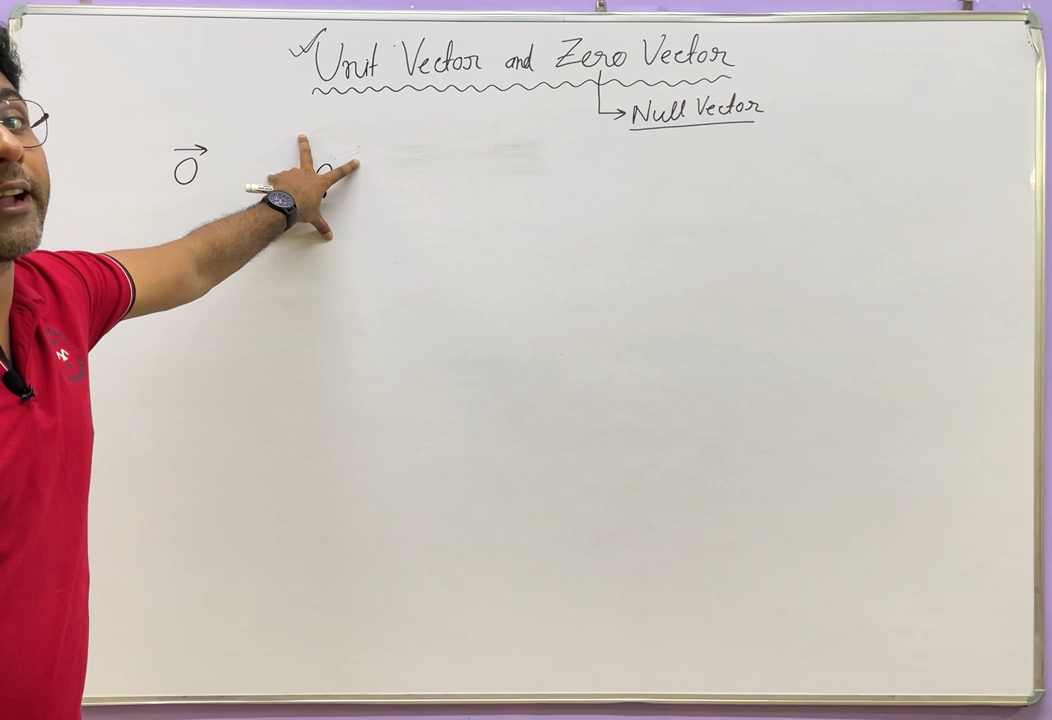 Unit Vector and Zero Vector
Null Vector
O⃗